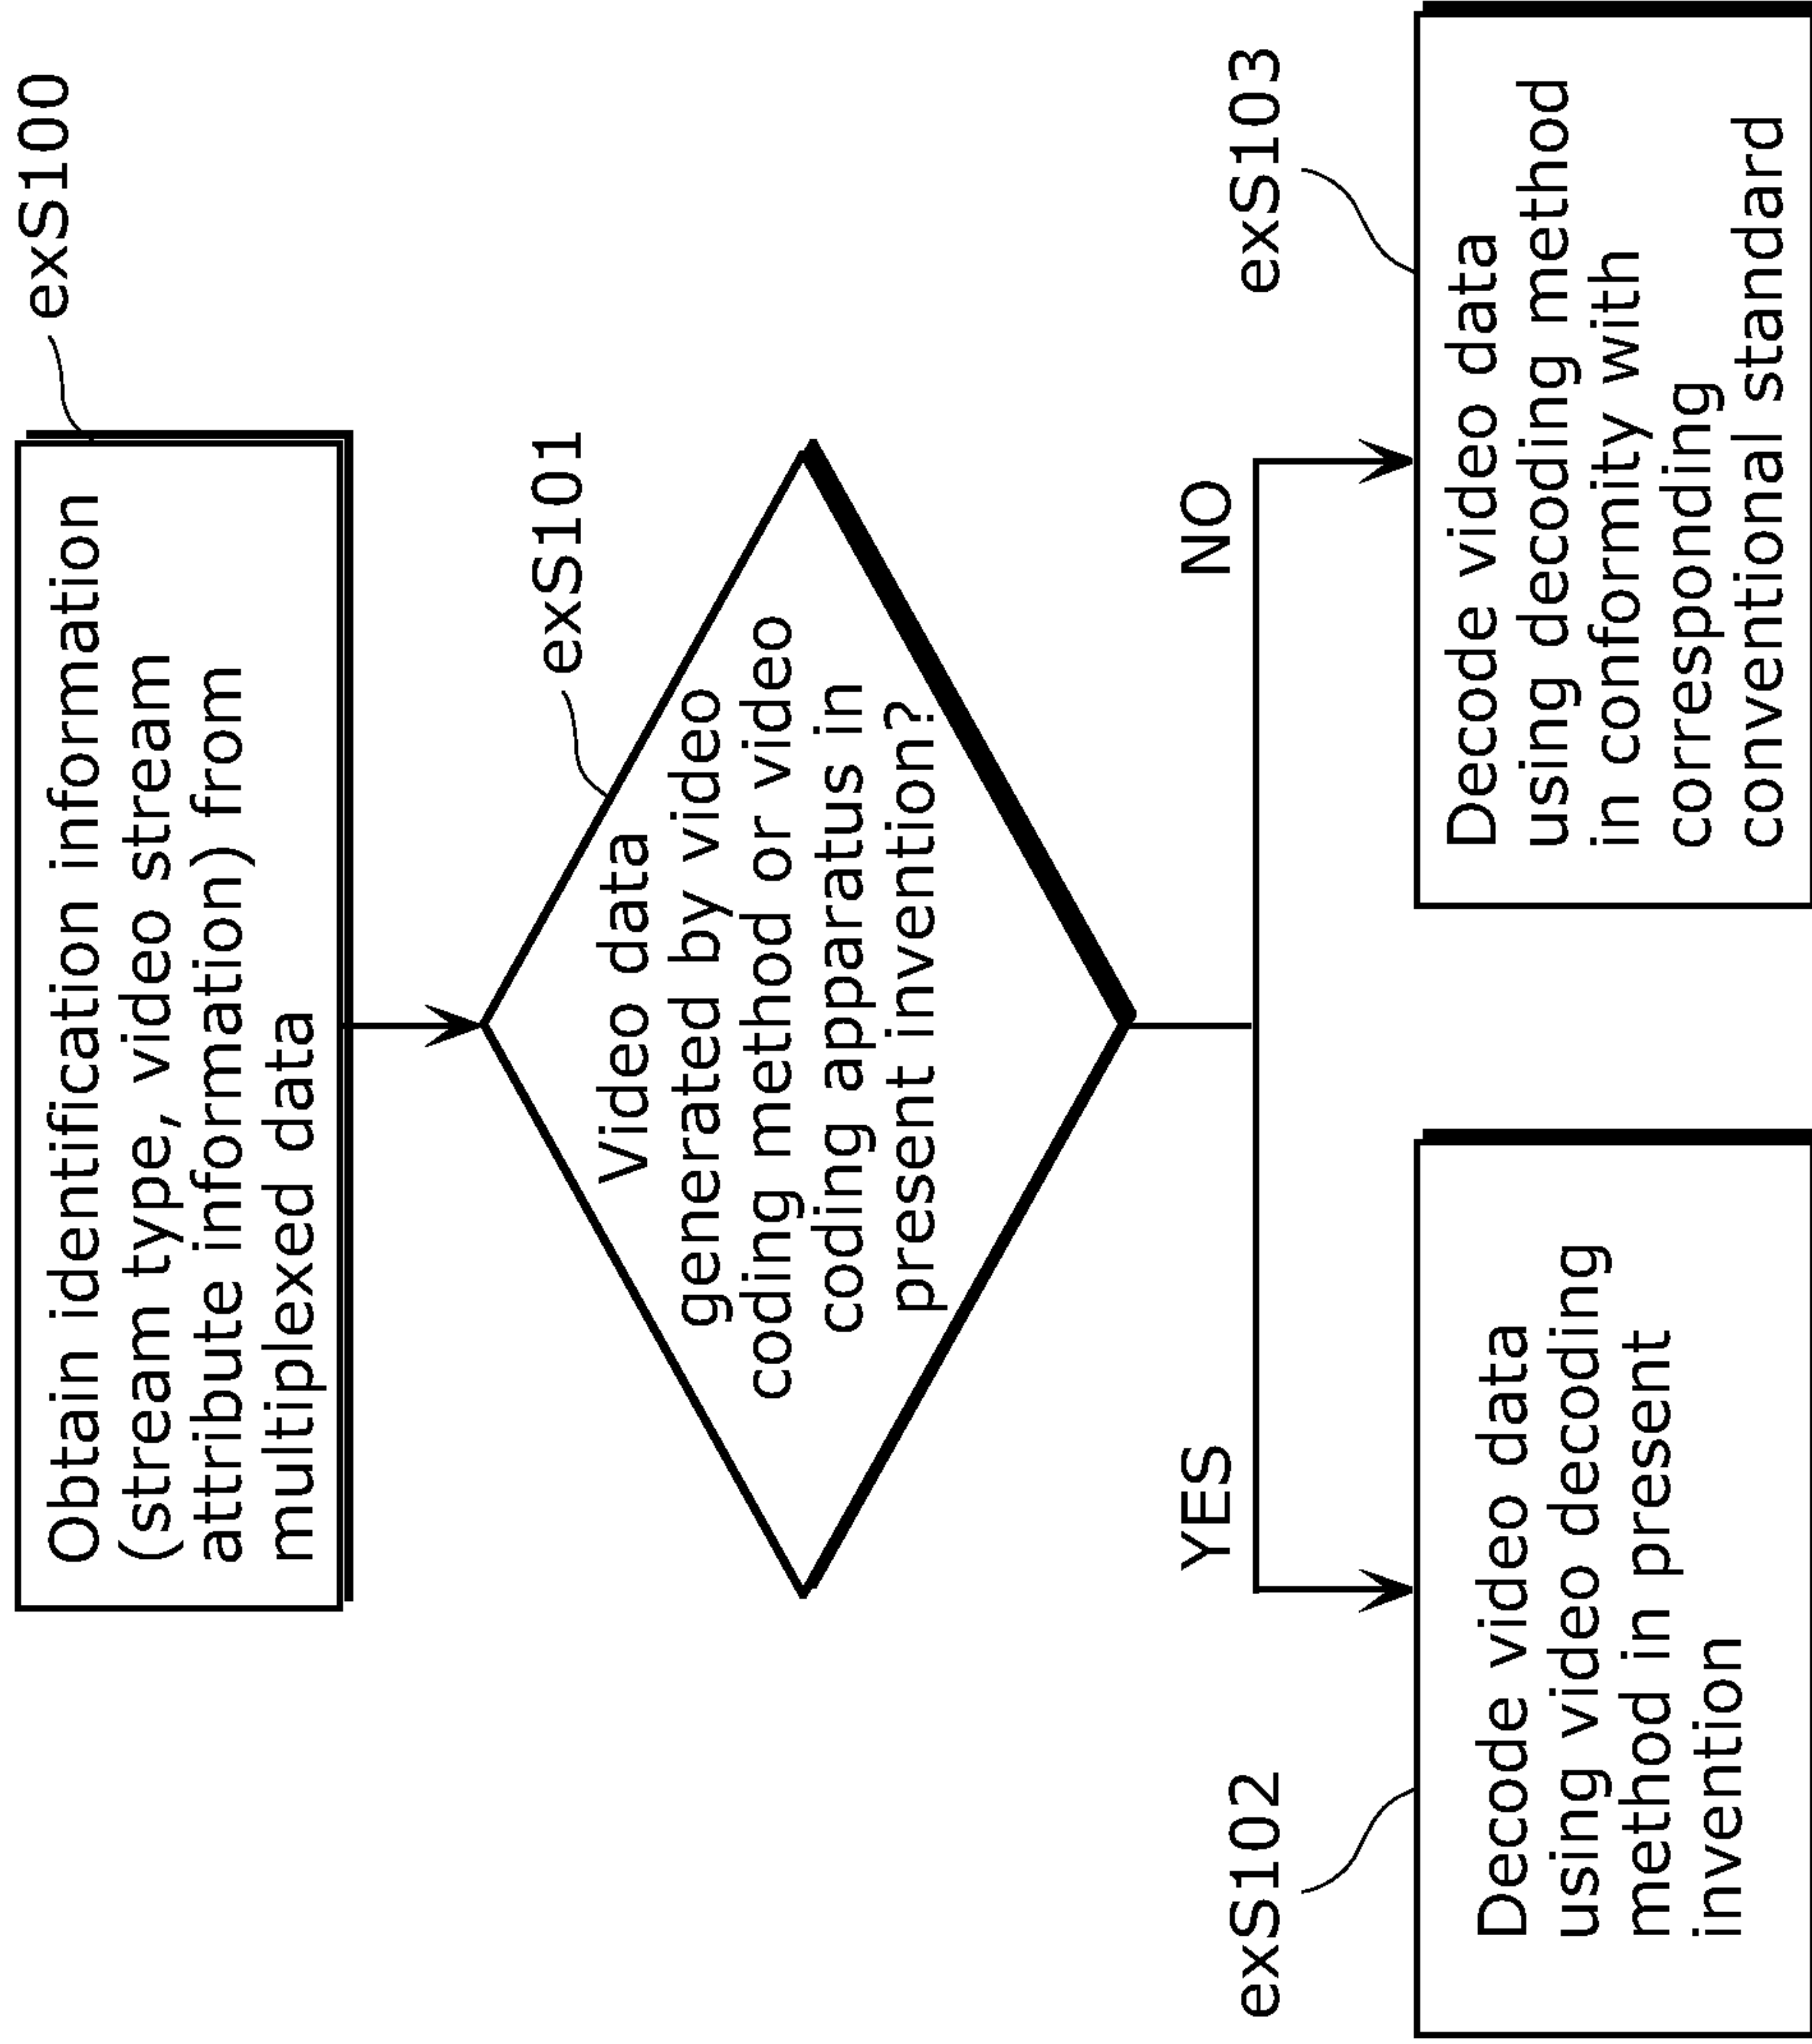 exS100
Obtain identification information
(stream type, video stream
attribute information) from
multiplexed data
exS101
Video data
generated by video
coding method or video
coding apparatus in
present invention?
YES
NO
exS102
Decode video data
using video decoding
method in present
invention
exS103
Decode video data
using decoding method
in conformity with
corresponding
conventional standard